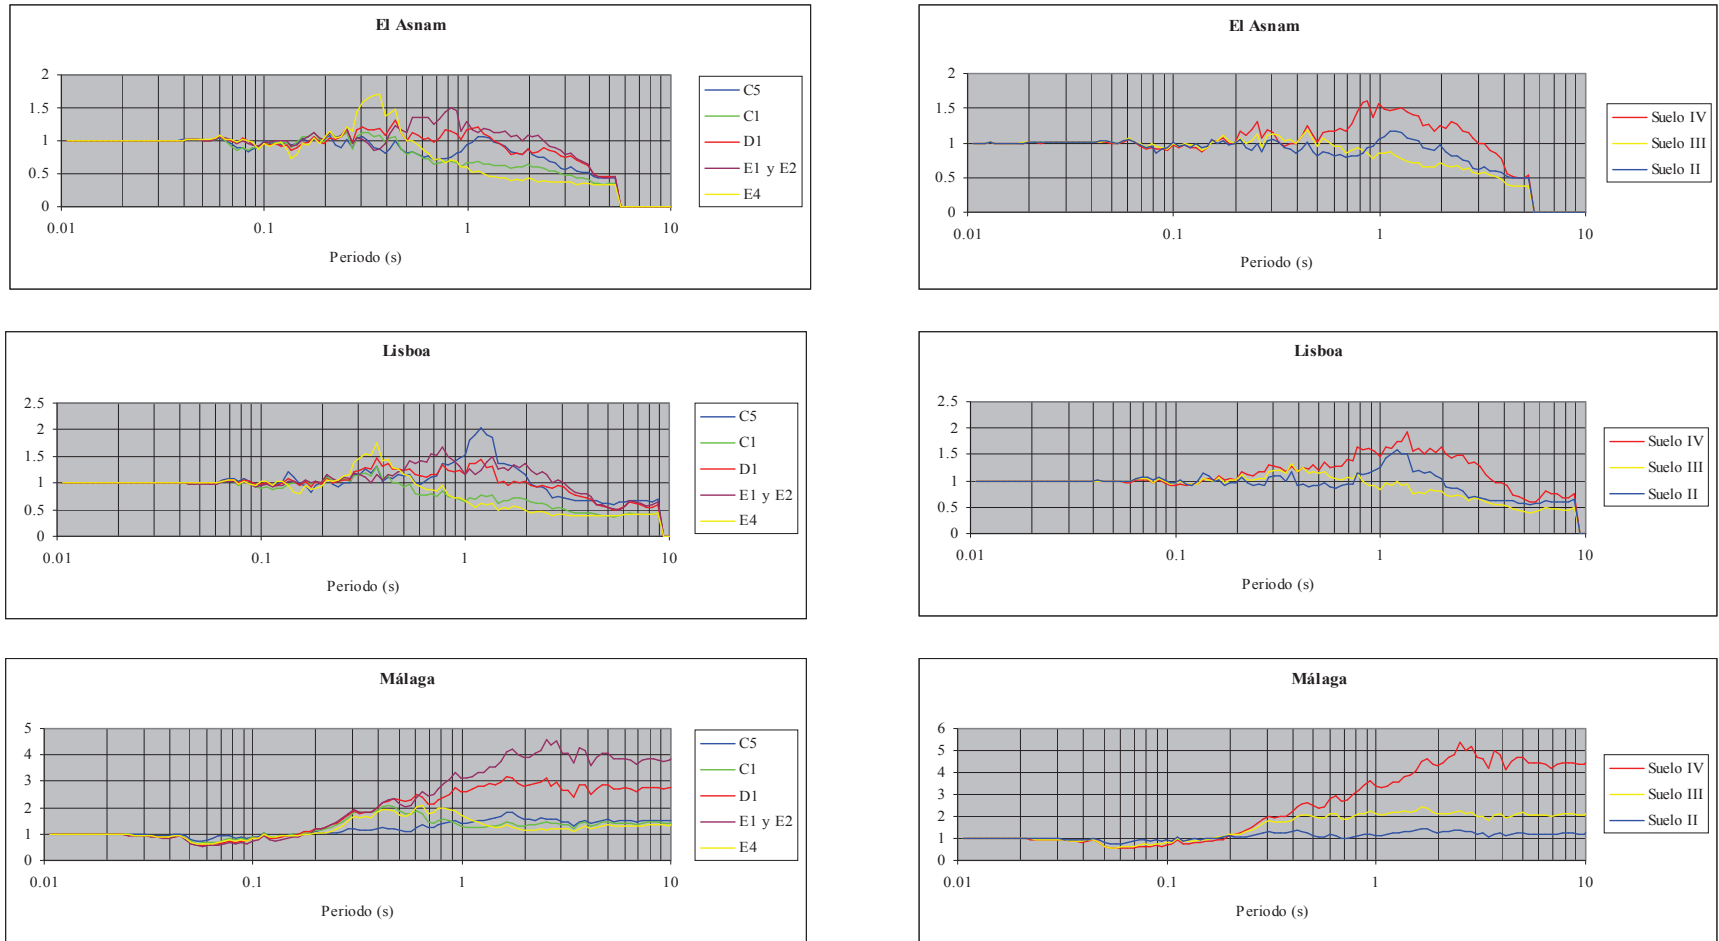 El Asnam
2
1.5
1
0.5
0
0.01 0.1 1 10
Periodo (s)
C5
C1
D1
E1 y E2
E4
El Asnam
2
1.5
1
0.5
0
0.01 0.1 1 10
Periodo (s)
Suelo IV
Suelo III
Suelo II
Lisboa
2.5
2
1.5
1
0.5
0
0.01 0.1 1 10
Periodo (s)
C5
C1
D1
E1 y E2
E4
Lisboa
2.5
2
1.5
1
0.5
0
0.01 0.1 1 10
Periodo (s)
Suelo IV
Suelo III
Suelo II
Málaga
5
4
3
2
1
0
0.01 0.1 1 10
Periodo (s)
C5
C1
D1
E1 y E2
E4
Málaga
6
5
4
3
2
1
0
0.01 0.1 1 10
Periodo (s)
Suelo IV
Suelo III
Suelo II